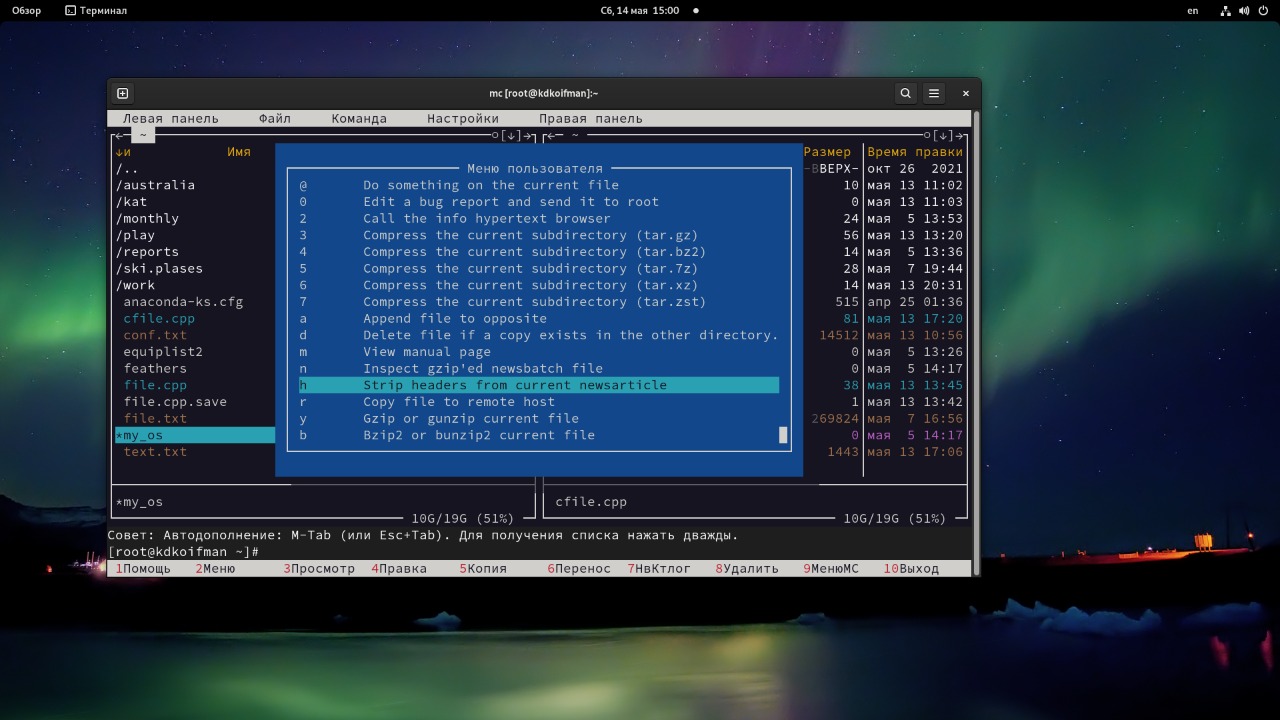 Обзор Терминал Сб, 14 мая 15:00 en
mc [root@kdkoifman]:~
Левая панель Файл Команда Настройки Правая панель
~ [↓] ~ [↓]
↓и Имя Размер Время правки
Меню пользователя
/.. -ВВЕРХ- окт 26 2021
/australia @ Do something on the current file 10 мая 13 11:02
/kat 0 Edit a bug report and send it to root 0 мая 13 11:03
/monthly 2 Call the info hypertext browser 24 мая 5 13:53
/play 3 Compress the current subdirectory (tar.gz) 56 мая 13 13:20
/reports 4 Compress the current subdirectory (tar.bz2) 14 мая 5 13:36
/ski.plases 5 Compress the current subdirectory (tar.7z) 28 мая 7 19:44
/work 6 Compress the current subdirectory (tar.xz) 14 мая 13 20:31
anaconda-ks.cfg 7 Compress the current subdirectory (tar.zst) 515 апр 25 01:36
cfile.cpp a Append file to opposite 81 мая 13 17:20
conf.txt d Delete file if a copy exists in the other directory. 14512 мая 13 10:56
equiplist2 m View manual page 0 мая 5 13:26
feathers n Inspect gzip'ed newsbatch file 0 мая 5 14:17
file.cpp h Strip headers from current newsarticle 38 мая 13 13:45
file.cpp.save r Copy file to remote host 1 мая 13 13:42
file.txt y Gzip or gunzip current file 269824 мая 7 16:56
*my_os b Bzip2 or bunzip2 current file 0 мая 5 14:17
text.txt 1443 мая 13 17:06
*my_os cfile.cpp
10G/19G (51%) 10G/19G (51%)
Совет: Автодополнение: M-Tab (или Esc+Tab). Для получения списка нажать дважды.
[root@kdkoifman ~]#
1Помощь 2Меню 3Просмотр 4Правка 5Копия 6Перенос 7НвКтлог 8Удалить 9МенюМС 10Выход